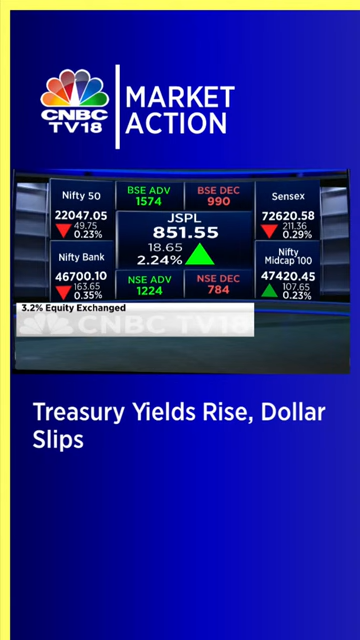 CNBC
TV18
MARKET
ACTION
Nifty 50
22047.05
49.75
0.23%
BSE ADV
1574
BSE DEC
990
Sensex
72620.58
211.36
0.29%
JSPL
851.55
18.65
2.24%
Nifty Bank
46700.10
163.65
0.35%
NSE ADV
1224
NSE DEC
784
Nifty
Midcap 100
47420.45
107.65
0.23%
3.2% Equity Exchanged
CNBC TV18
Treasury Yields Rise, Dollar
Slips